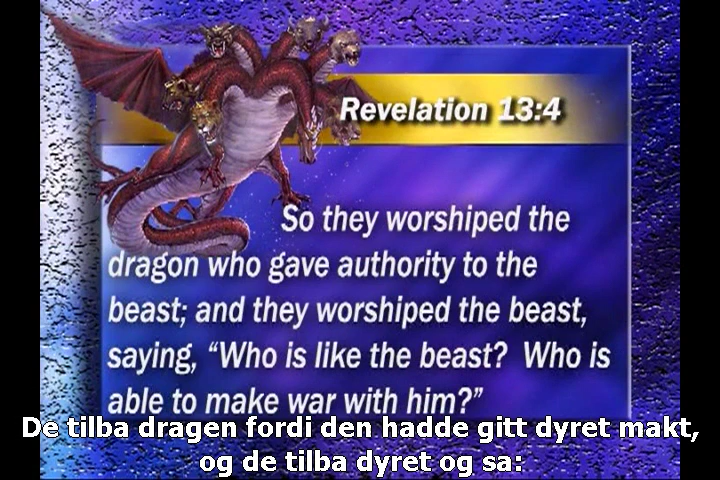 Revelation 13:4
So they worshiped the
dragon who gave authority to the
beast; and they worshiped the beast,
saying, “Who is like the beast?  Who is
able to make war with him?”
De tilba dragen fordi den hadde gitt dyret makt,
og de tilba dyret og sa: